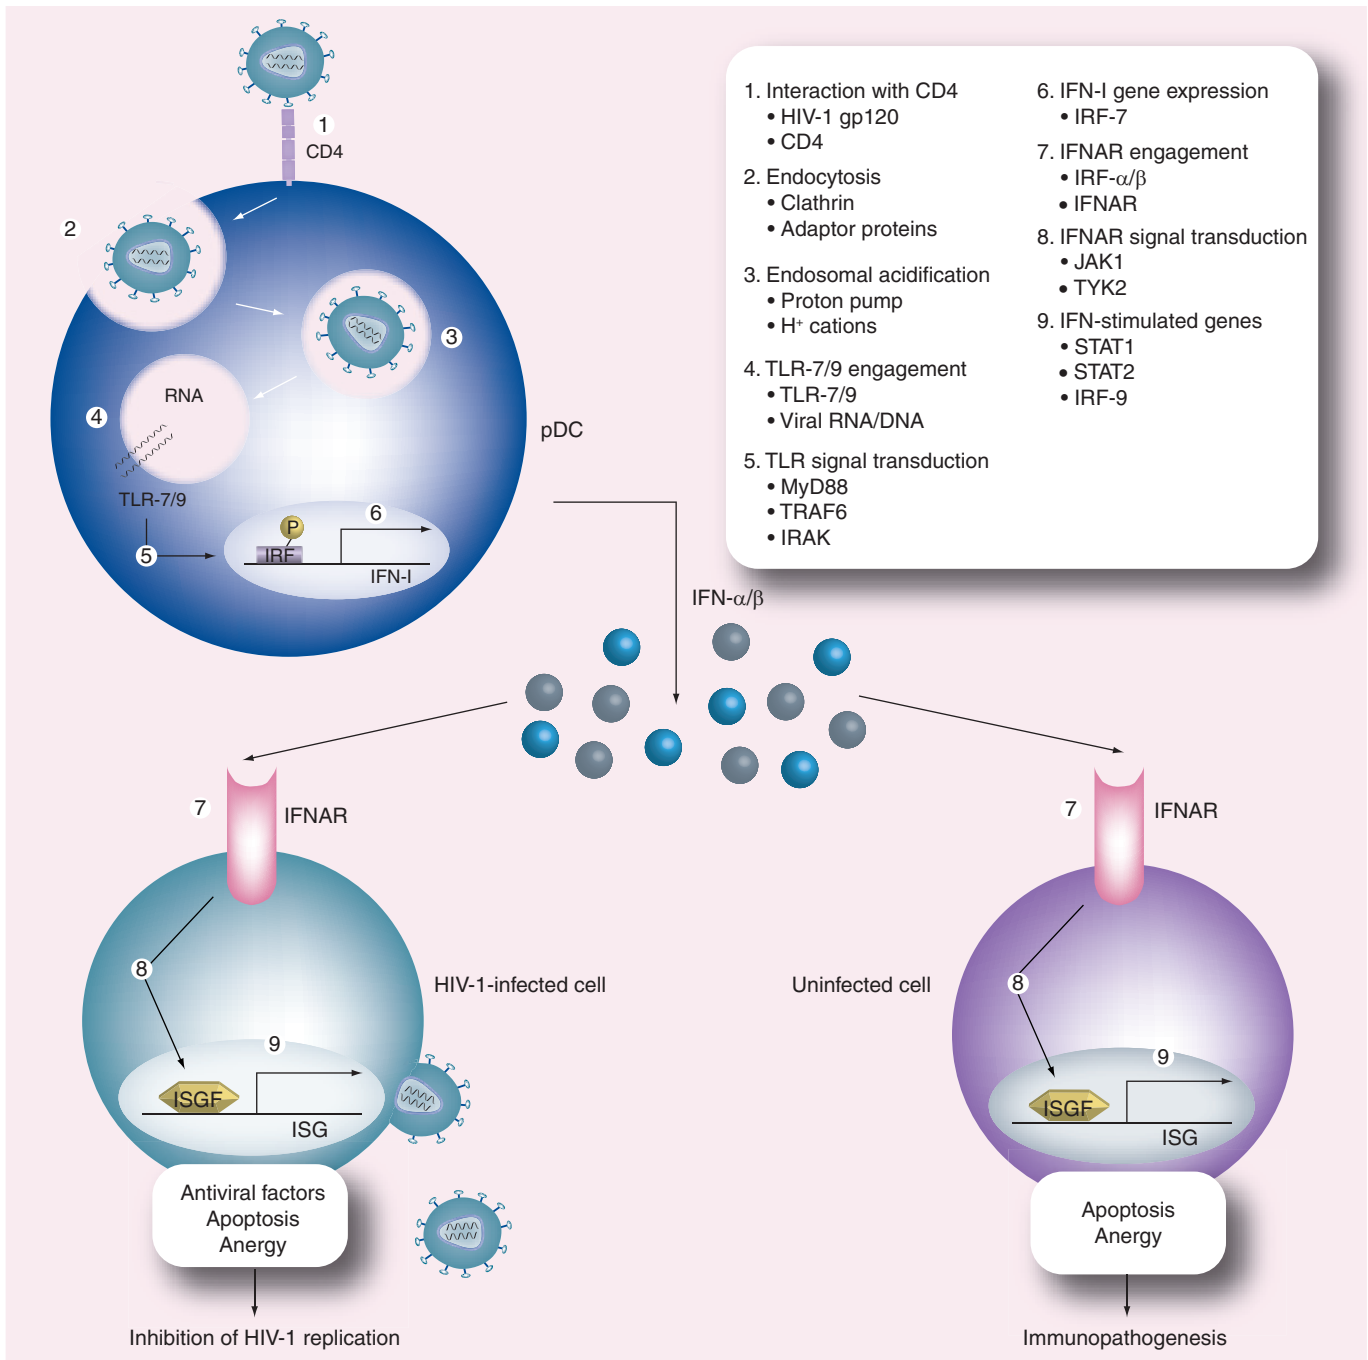 1
CD4
2
3
RNA
4
TLR-7/9
5
P
6
IRF
IFN-I
pDC
1. Interaction with CD4
• HIV-1 gp120
• CD4
2. Endocytosis
• Clathrin
• Adaptor proteins
3. Endosomal acidification
• Proton pump
• H⁺ cations
4. TLR-7/9 engagement
• TLR-7/9
• Viral RNA/DNA
5. TLR signal transduction
• MyD88
• TRAF6
• IRAK
6. IFN-I gene expression
• IRF-7
7. IFNAR engagement
• IRF-α/β
• IFNAR
8. IFNAR signal transduction
• JAK1
• TYK2
9. IFN-stimulated genes
• STAT1
• STAT2
• IRF-9
IFN-α/β
7
IFNAR
8
HIV-1-infected cell
9
ISGF
ISG
Antiviral factors
Apoptosis
Anergy
Inhibition of HIV-1 replication
7
IFNAR
Uninfected cell
8
9
ISGF
ISG
Apoptosis
Anergy
Immunopathogenesis